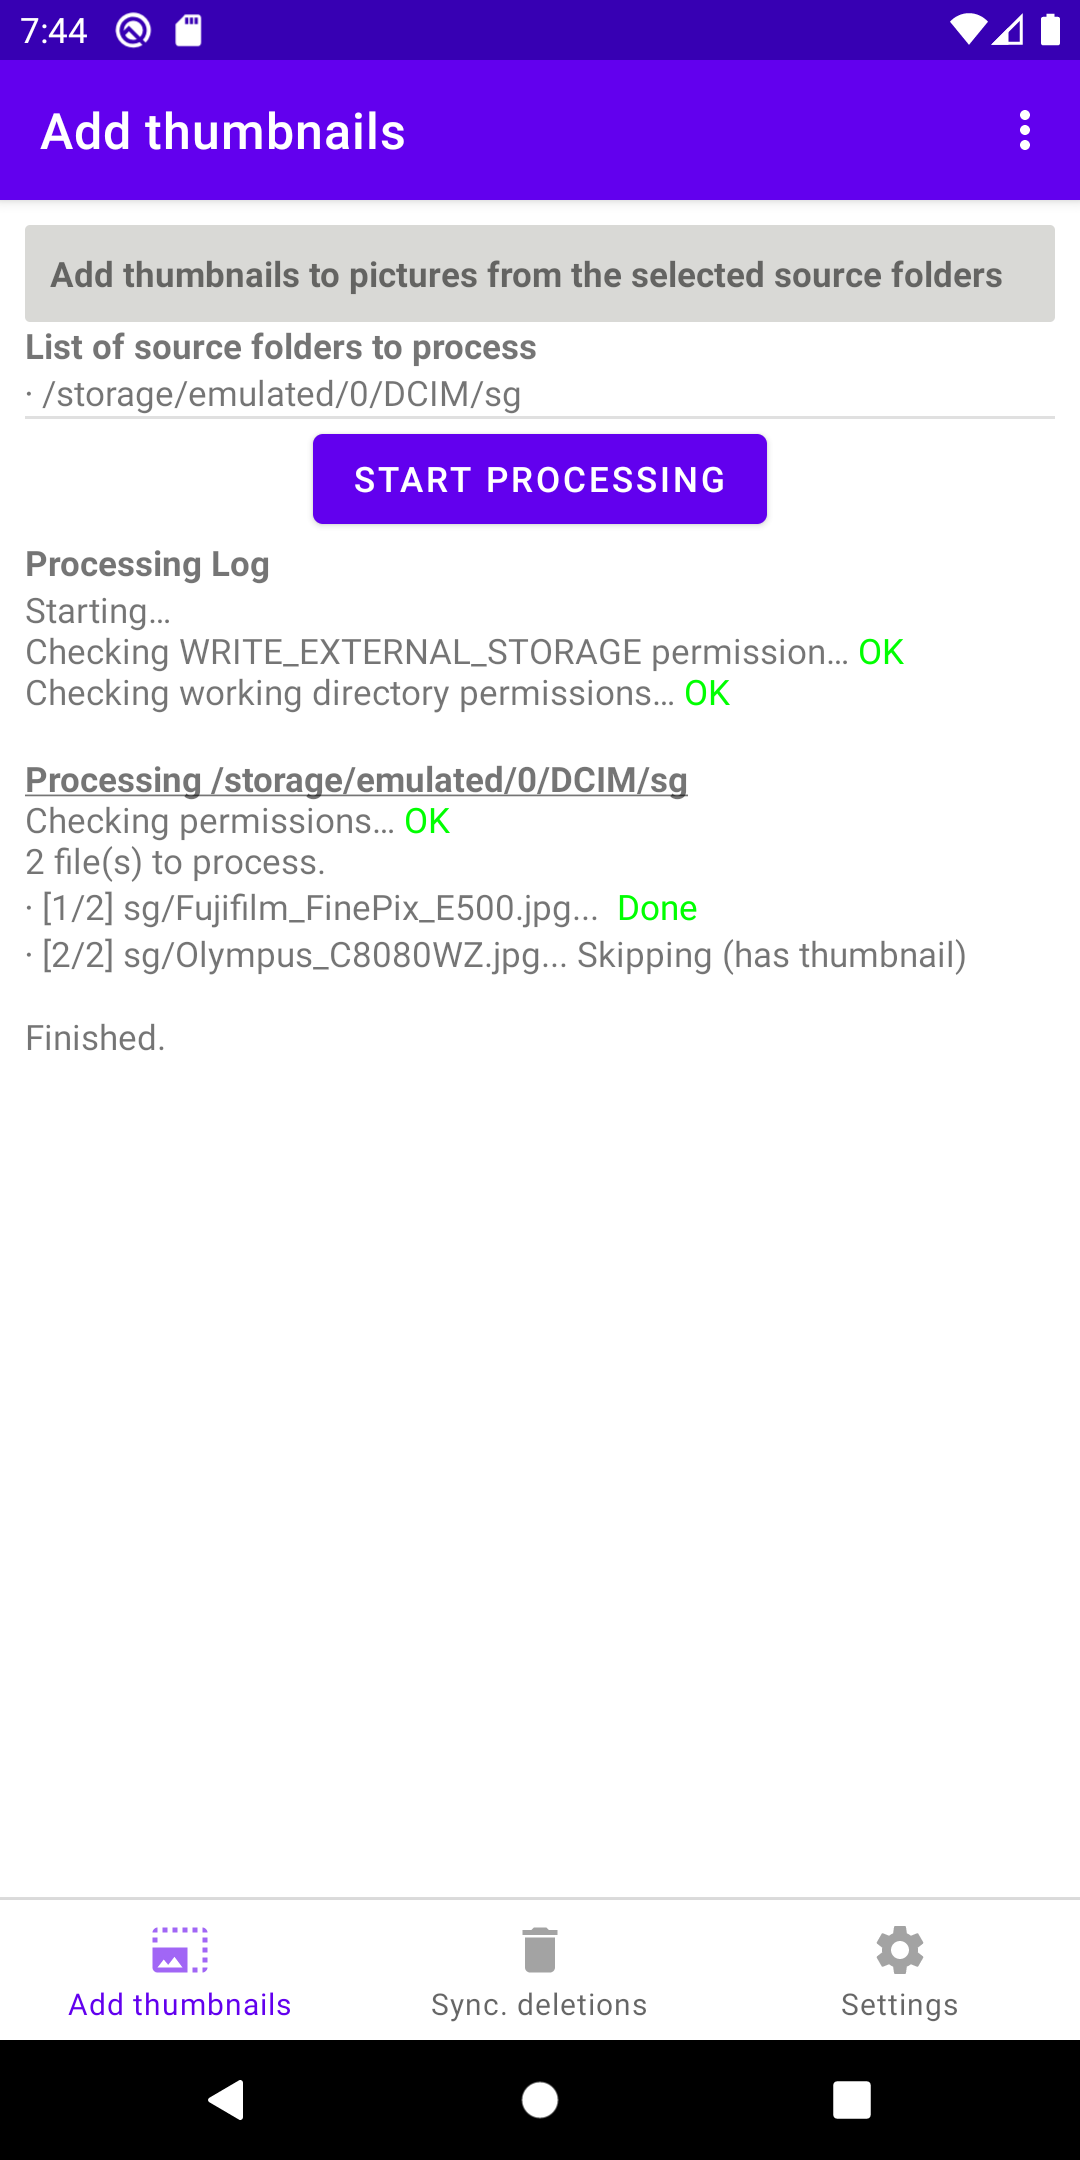 7:44
Add thumbnails
Add thumbnails to pictures from the selected source folders
List of source folders to process
· /storage/emulated/0/DCIM/sg
START PROCESSING
Processing Log
Starting…
Checking WRITE_EXTERNAL_STORAGE permission… OK
Checking working directory permissions… OK
Processing /storage/emulated/0/DCIM/sg
Checking permissions… OK
2 file(s) to process.
· [1/2] sg/Fujifilm_FinePix_E500.jpg... Done
· [2/2] sg/Olympus_C8080WZ.jpg... Skipping (has thumbnail)
Finished.
Add thumbnails
Sync. deletions
Settings